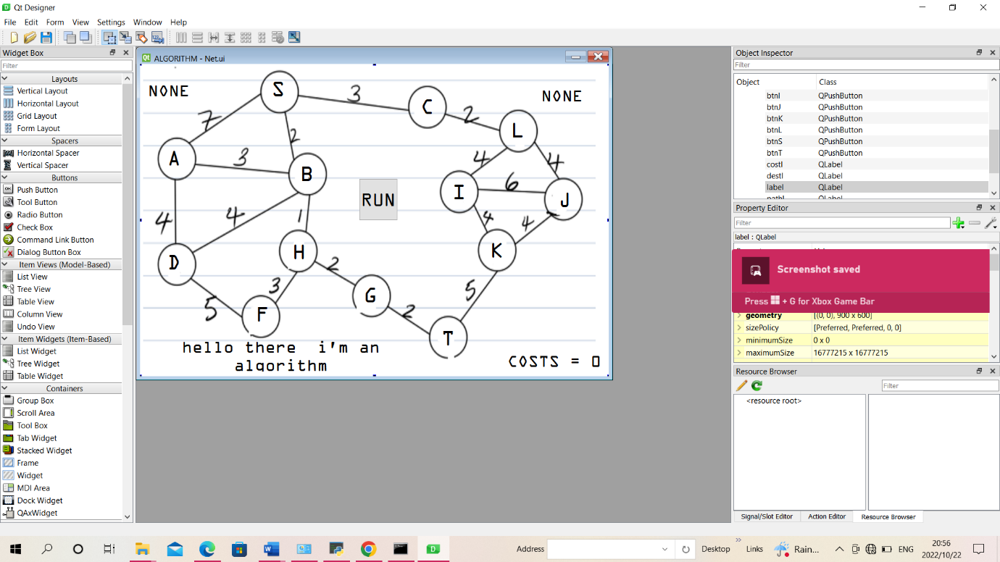 Qt Designer
File Edit Form View Settings Window Help
Widget Box
Filter
Layouts
Vertical Layout
Horizontal Layout
Grid Layout
Form Layout
Spacers
Horizontal Spacer
Vertical Spacer
Buttons
Push Button
Tool Button
Radio Button
Check Box
Command Link Button
Dialog Button Box
Item Views (Model-Based)
List View
Tree View
Table View
Column View
Undo View
Item Widgets (Item-Based)
List Widget
Tree Widget
Table Widget
Containers
Group Box
Scroll Area
Tool Box
Tab Widget
Stacked Widget
Frame
Widget
MDI Area
Dock Widget
QAxWidget
Qt ALGORITHM - Net.ui
NONE
S
3
C
NONE
7
2
2
L
A
3
B
4
4
I
6
J
RUN
4
4
1
4
4
D
H
K
2
3
5
5
G
F
2
T
hello there i'm an
algorithm
COSTS = 0
Object Inspector
Filter
Object Class
btnI QPushButton
btnJ QPushButton
btnK QPushButton
btnL QPushButton
btnS QPushButton
btnT QPushButton
costl QLabel
destl QLabel
label QLabel
pathl QLabel
Property Editor
Filter
label : QLabel
Screenshot saved
Press + G for Xbox Game Bar
geometry [(0, 0), 900 x 600]
sizePolicy [Preferred, Preferred, 0, 0]
minimumSize 0 x 0
maximumSize 16777215 x 16777215
Resource Browser
Filter
<resource root>
Signal/Slot Editor Action Editor Resource Browser
Address Desktop Links Rain... ENG 20:56
2022/10/22